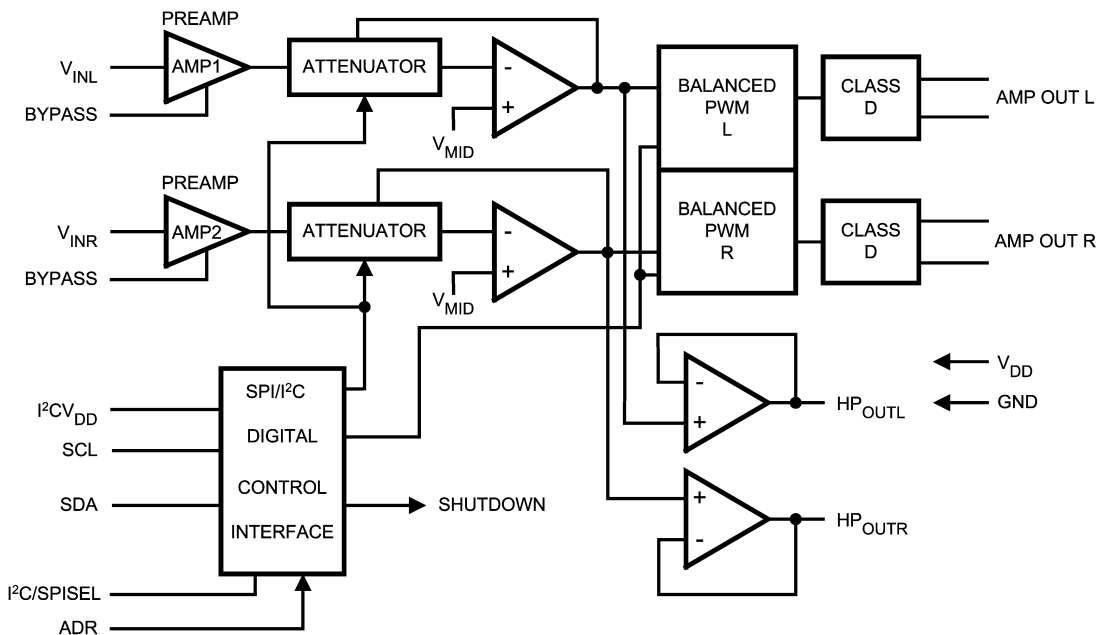 PREAMP
V_INL
AMP1
BYPASS
ATTENUATOR
-
+
V_MID
BALANCED
PWM
L
CLASS
D
AMP OUT L
PREAMP
V_INR
AMP2
BYPASS
ATTENUATOR
-
+
V_MID
BALANCED
PWM
R
CLASS
D
AMP OUT R
SPI/I²C
DIGITAL
CONTROL
INTERFACE
I²CV_DD
SCL
SDA
I²C/SPISEL
ADR
SHUTDOWN
-
+
HP_OUTL
V_DD
GND
+
-
HP_OUTR